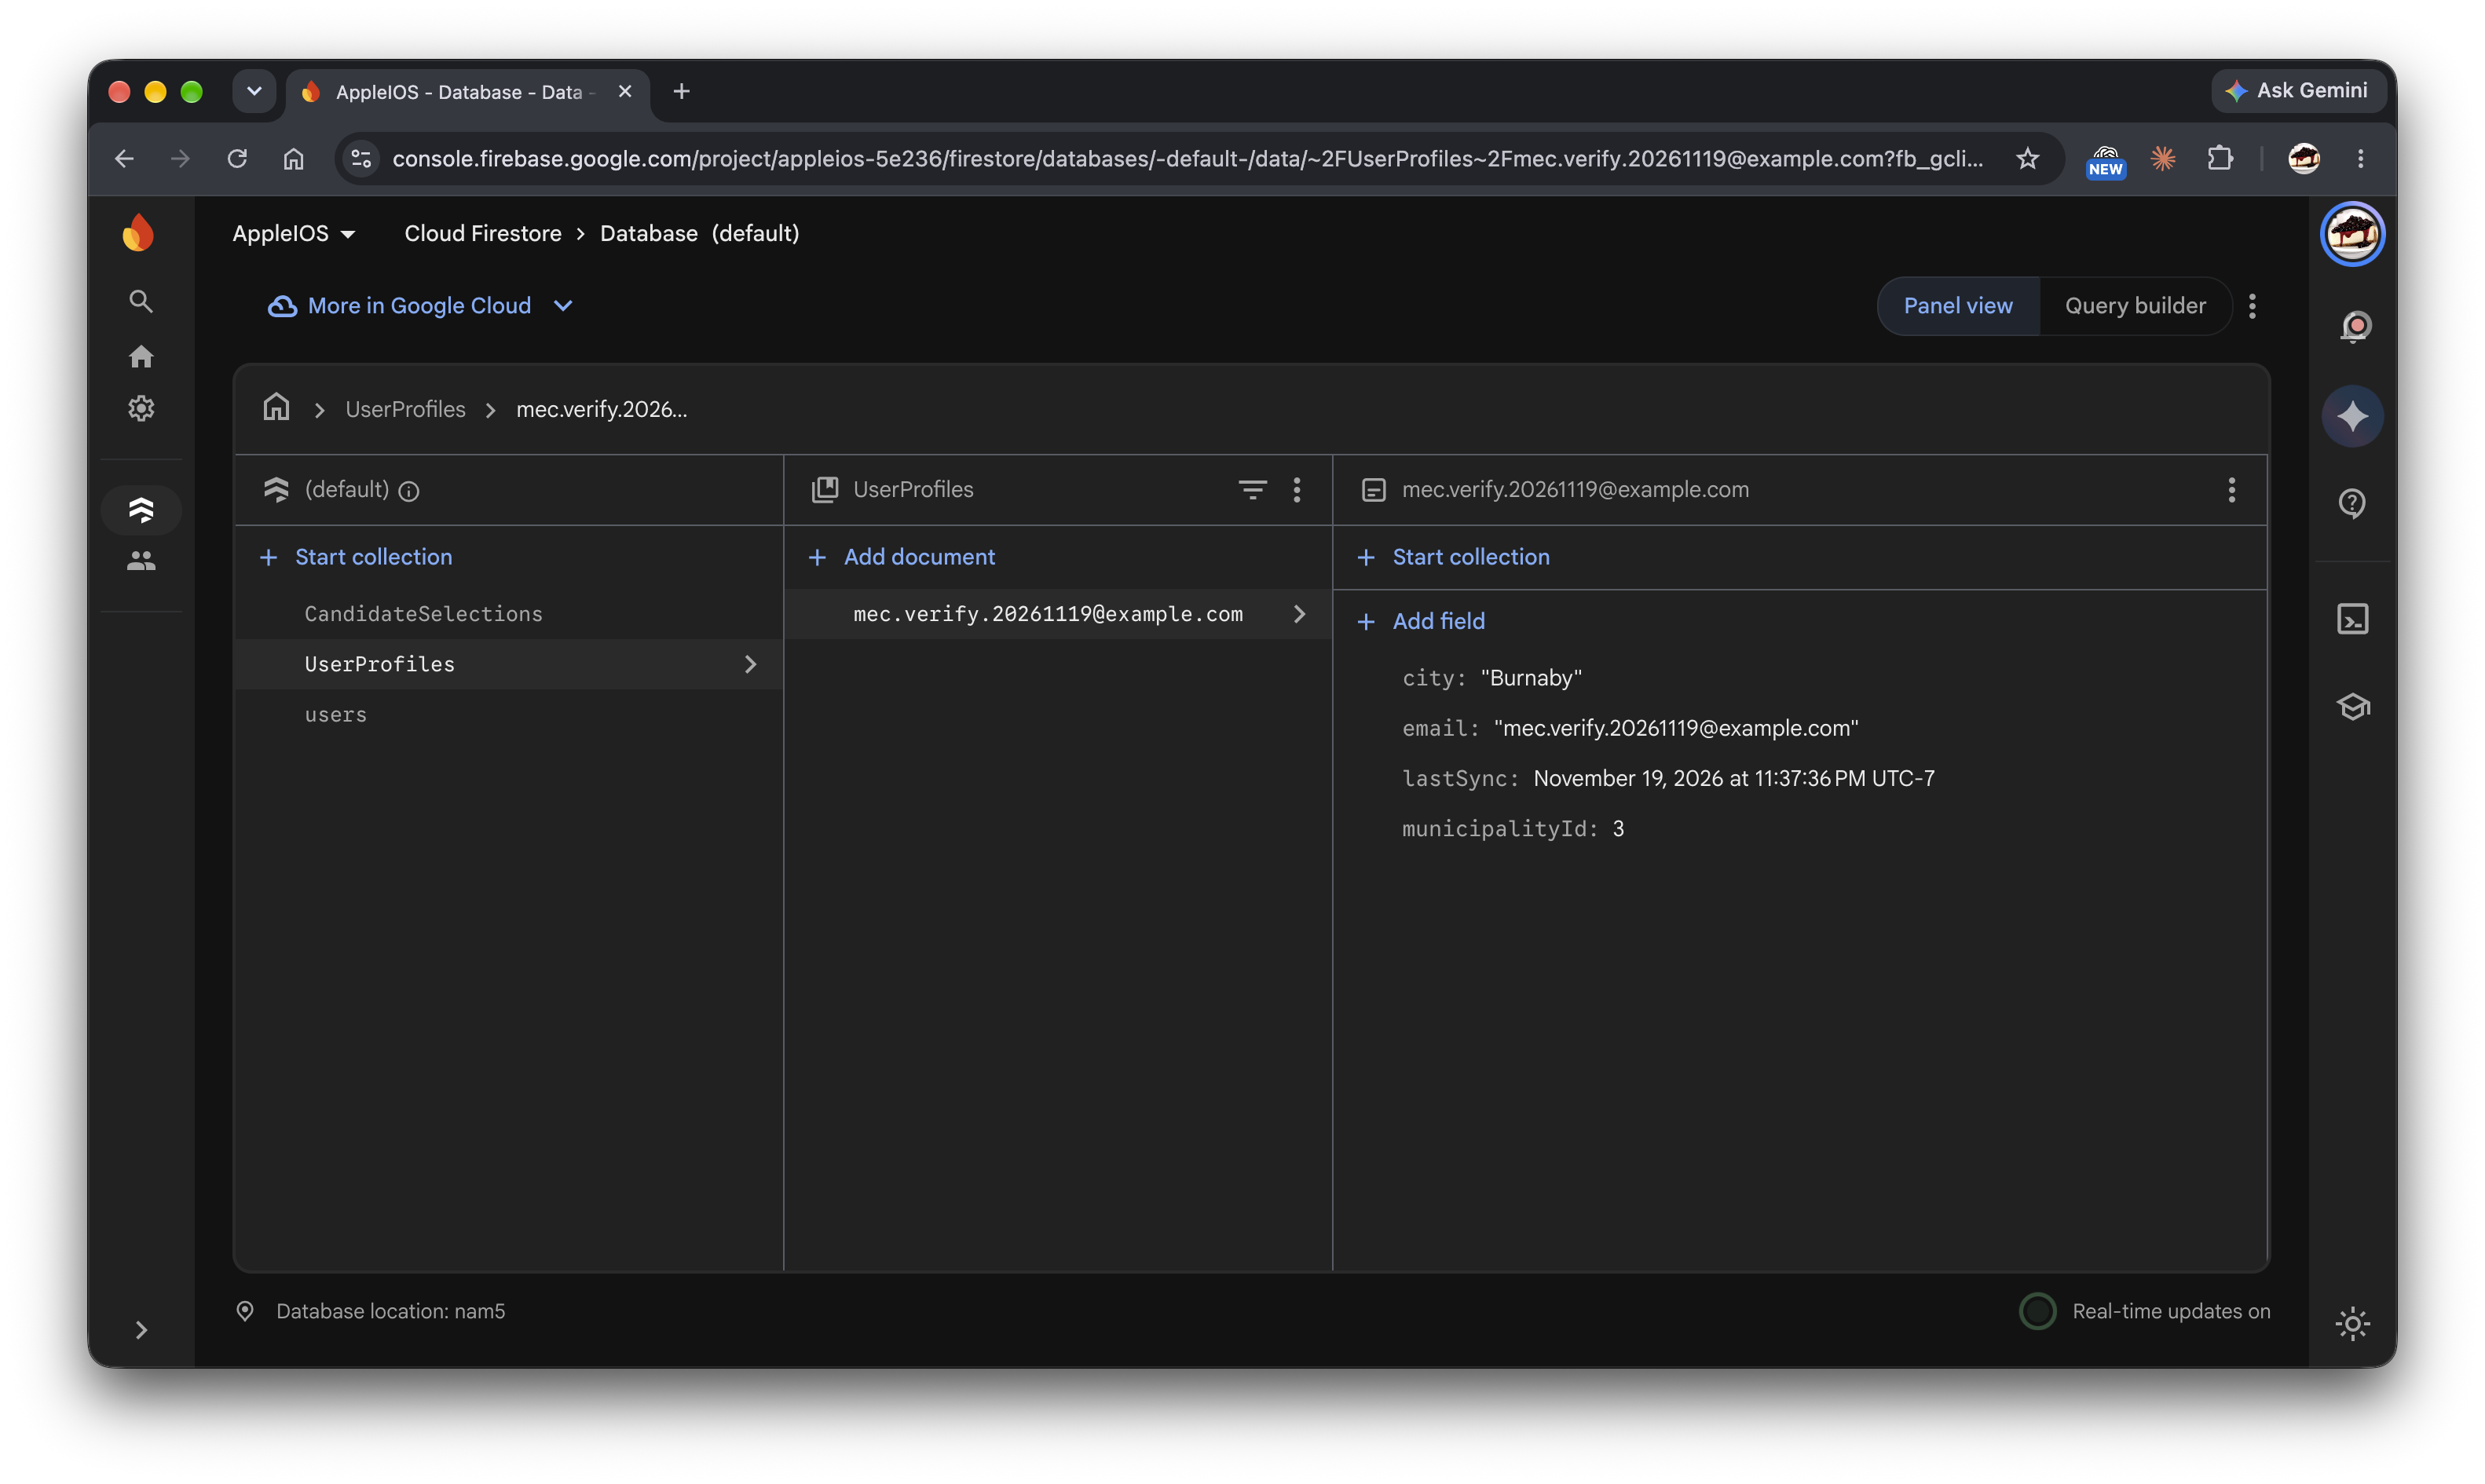 AppleIOS - Database - Data -
Ask Gemini
console.firebase.google.com/project/appleios-5e236/firestore/databases/-default-/data/~2FUserProfiles~2Fmec.verify.20261119@example.com?fb_gcli...
NEW
AppleIOS
Cloud Firestore > Database (default)
More in Google Cloud
Panel view
Query builder
UserProfiles > mec.verify.2026...
(default)
UserProfiles
mec.verify.20261119@example.com
+ Start collection
+ Add document
+ Start collection
CandidateSelections
mec.verify.20261119@example.com
+ Add field
UserProfiles
users
city: "Burnaby"
email: "mec.verify.20261119@example.com"
lastSync: November 19, 2026 at 11:37:36 PM UTC-7
municipalityId: 3
Database location: nam5
Real-time updates on